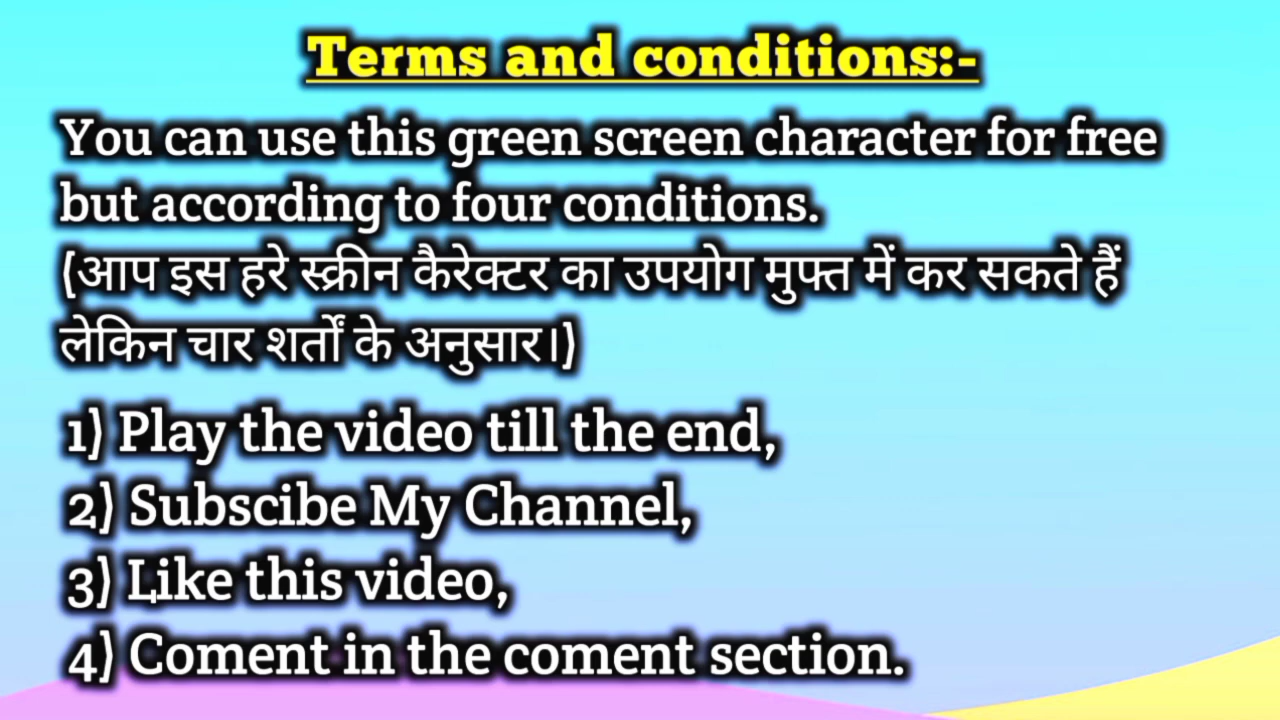 Terms and conditions:-
You can use this green screen character for free
but according to four conditions.
(आप इस हरे स्क्रीन कैरेक्टर का उपयोग मुफ्त में कर सकते हैं
लेकिन चार शर्तों के अनुसार।)
1) Play the video till the end,
2) Subscibe My Channel,
3) Like this video,
4) Coment in the coment section.